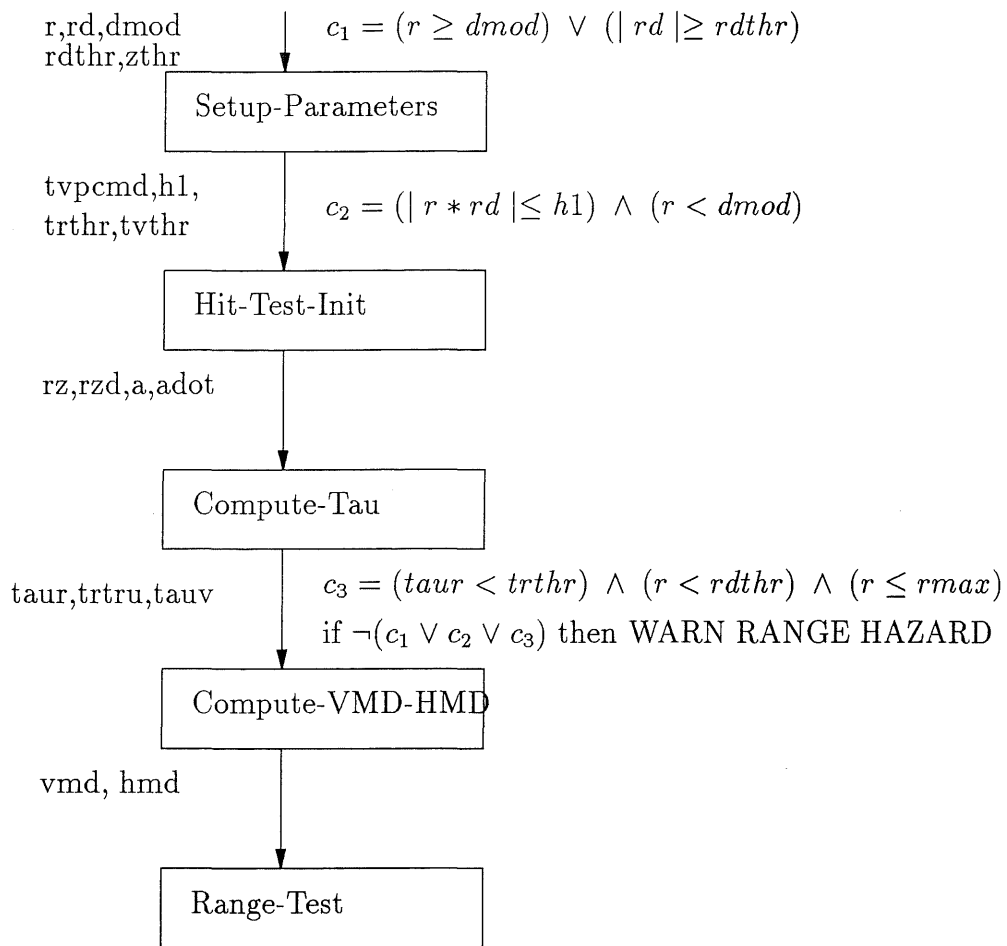 r,rd,dmod
rdthr,zthr
c₁ = (r ≥ dmod) ∨ (| rd |≥ rdthr)
Setup-Parameters
tvpcmd,h1,
trthr,tvthr
c₂ = (| r * rd |≤ h1) ∧ (r < dmod)
Hit-Test-Init
rz,rzd,a,adot
Compute-Tau
taur,trtru,tauv
c₃ = (taur < trthr) ∧ (r < rdthr) ∧ (r ≤ rmax)
if ¬(c₁ ∨ c₂ ∨ c₃) then WARN RANGE HAZARD
Compute-VMD-HMD
vmd, hmd
Range-Test